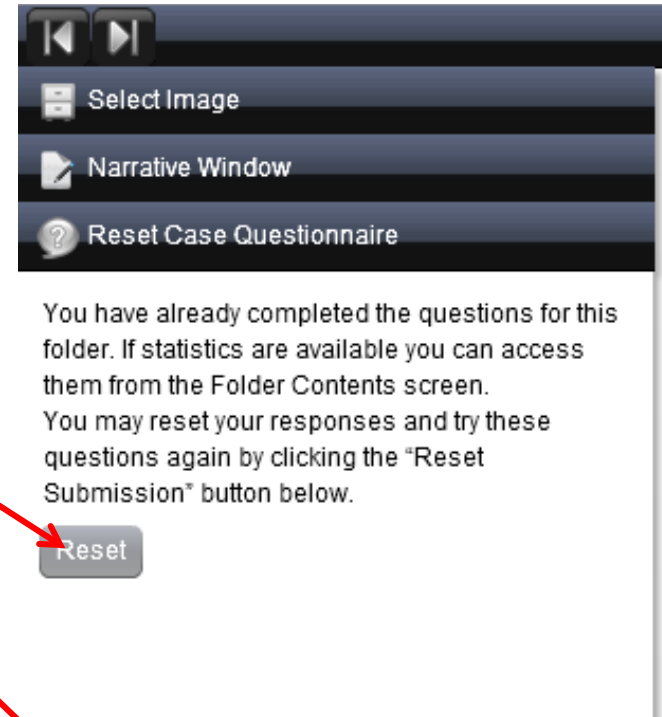 Select Image
Narrative Window
Reset Case Questionnaire
You have already completed the questions for this
folder. If statistics are available you can access
them from the Folder Contents screen.
You may reset your responses and try these
questions again by clicking the “Reset
Submission” button below.
Reset